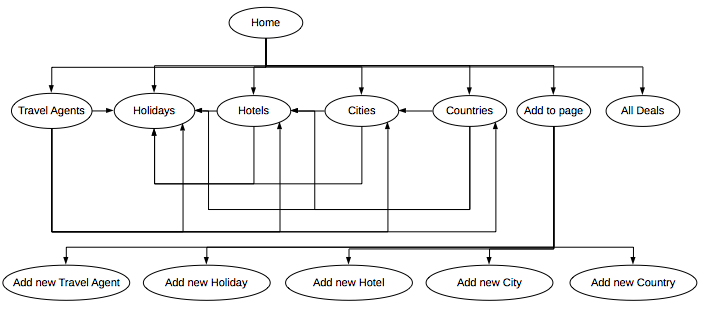 Home
Travel Agents
Holidays
Hotels
Cities
Countries
Add to page
All Deals
Add new Travel Agent
Add new Holiday
Add new Hotel
Add new City
Add new Country